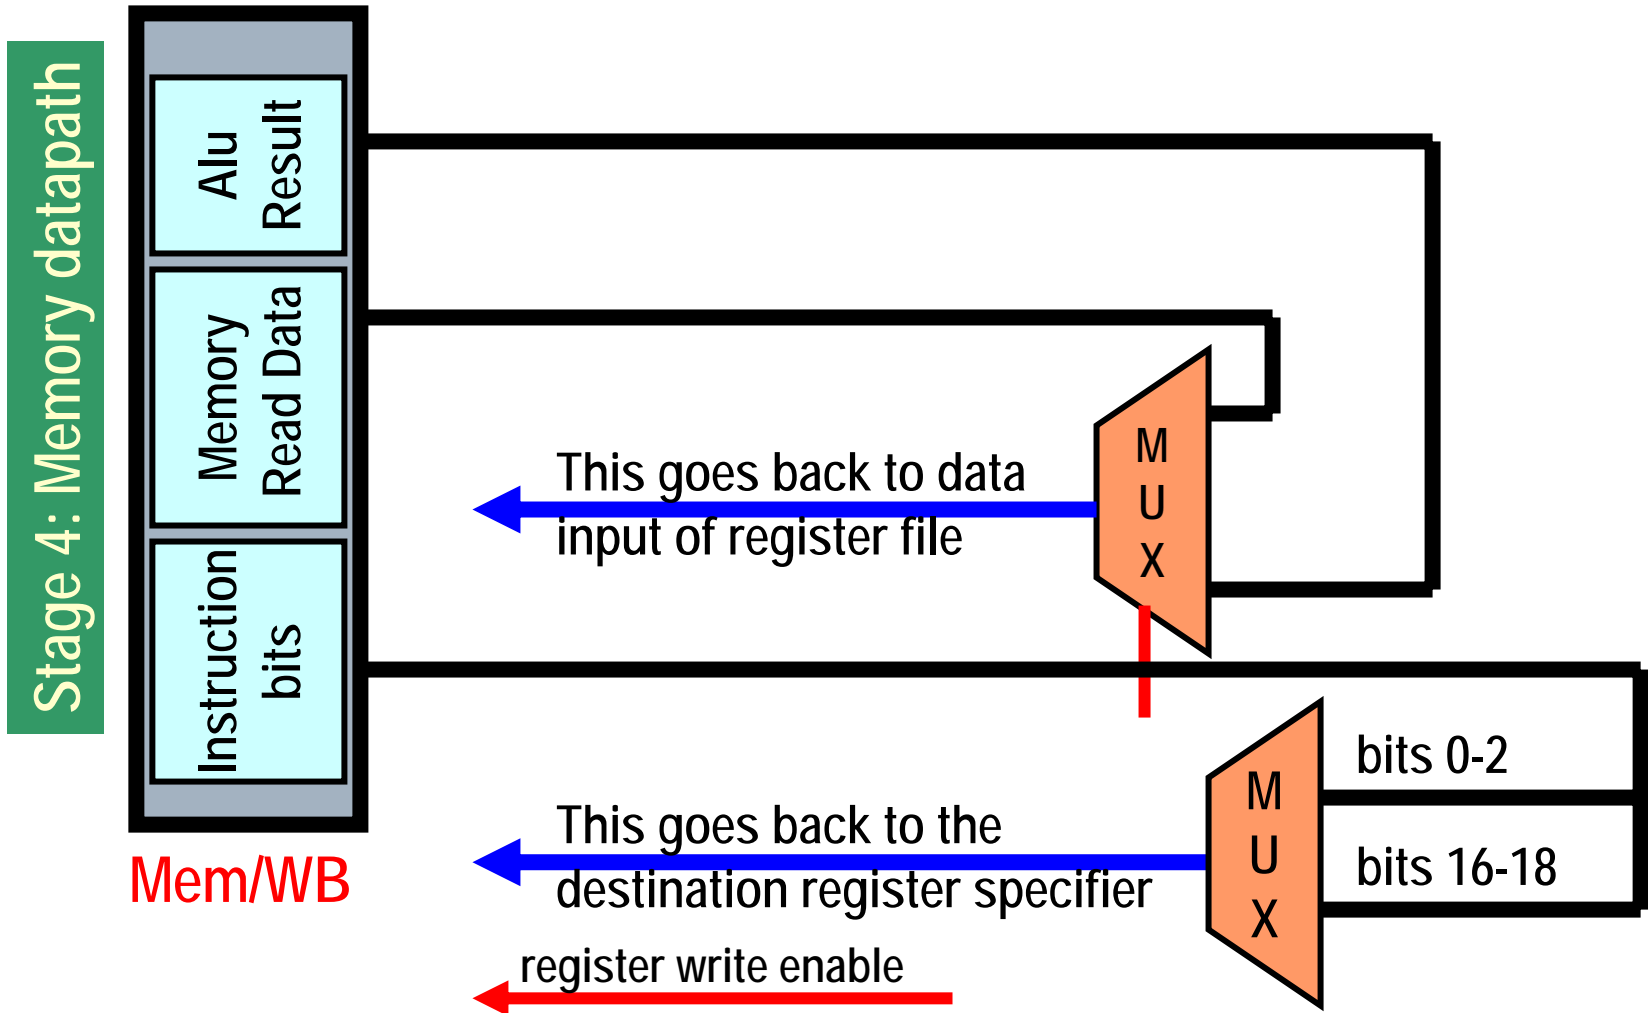 Stage 4: Memory datapath
Alu
Result
Memory
Read Data
Instruction
bits
Mem/WB
This goes back to data
input of register file
M
U
X
This goes back to the
destination register specifier
M
U
X
bits 0-2
bits 16-18
register write enable